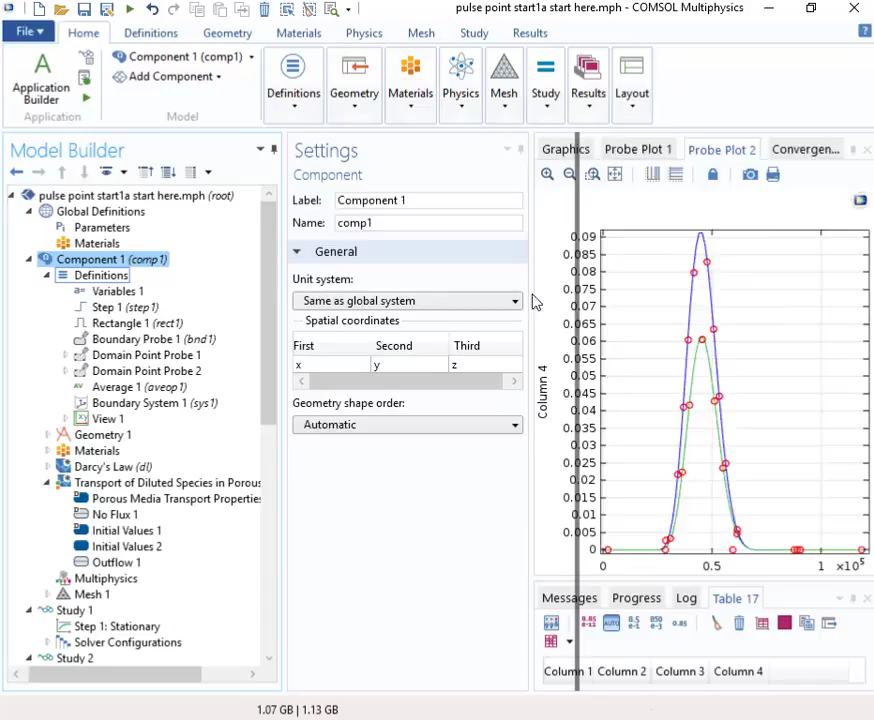 pulse point start1a start here.mph - COMSOL Multiphysics
File Home Definitions Geometry Materials Physics Mesh Study Results
Component 1 (comp1)
Add Component
Application Builder
Definitions Geometry Materials Physics Mesh Study Results Layout
Application Model
Model Builder
pulse point start1a start here.mph (root)
Global Definitions
Parameters
Materials
Component 1 (comp1)
Definitions
Variables 1
Step 1 (step1)
Rectangle 1 (rect1)
Boundary Probe 1 (bnd1)
Domain Point Probe 1
Domain Point Probe 2
Average 1 (aveop1)
Boundary System 1 (sys1)
View 1
Geometry 1
Materials
Darcy's Law (dl)
Transport of Diluted Species in Porous
Porous Media Transport Properties
No Flux 1
Initial Values 1
Initial Values 2
Outflow 1
Multiphysics
Mesh 1
Study 1
Step 1: Stationary
Solver Configurations
Study 2
Settings
Component
Label: Component 1
Name: comp1
General
Unit system:
Same as global system
Spatial coordinates
First Second Third
x y z
Geometry shape order:
Automatic
Graphics Probe Plot 1 Probe Plot 2 Convergen...
0.09
0.085
0.08
0.075
0.07
0.065
0.06
0.055
0.05
0.045
0.04
0.035
0.03
0.025
0.02
0.015
0.01
0.005
0
Column 4
0 0.5 1 ×10⁵
Messages Progress Log Table 17
8.85 e-12 AUTO 8.5 e-1 850 e-3 0.85
Column 1 Column 2 Column 3 Column 4
1.07 GB | 1.13 GB